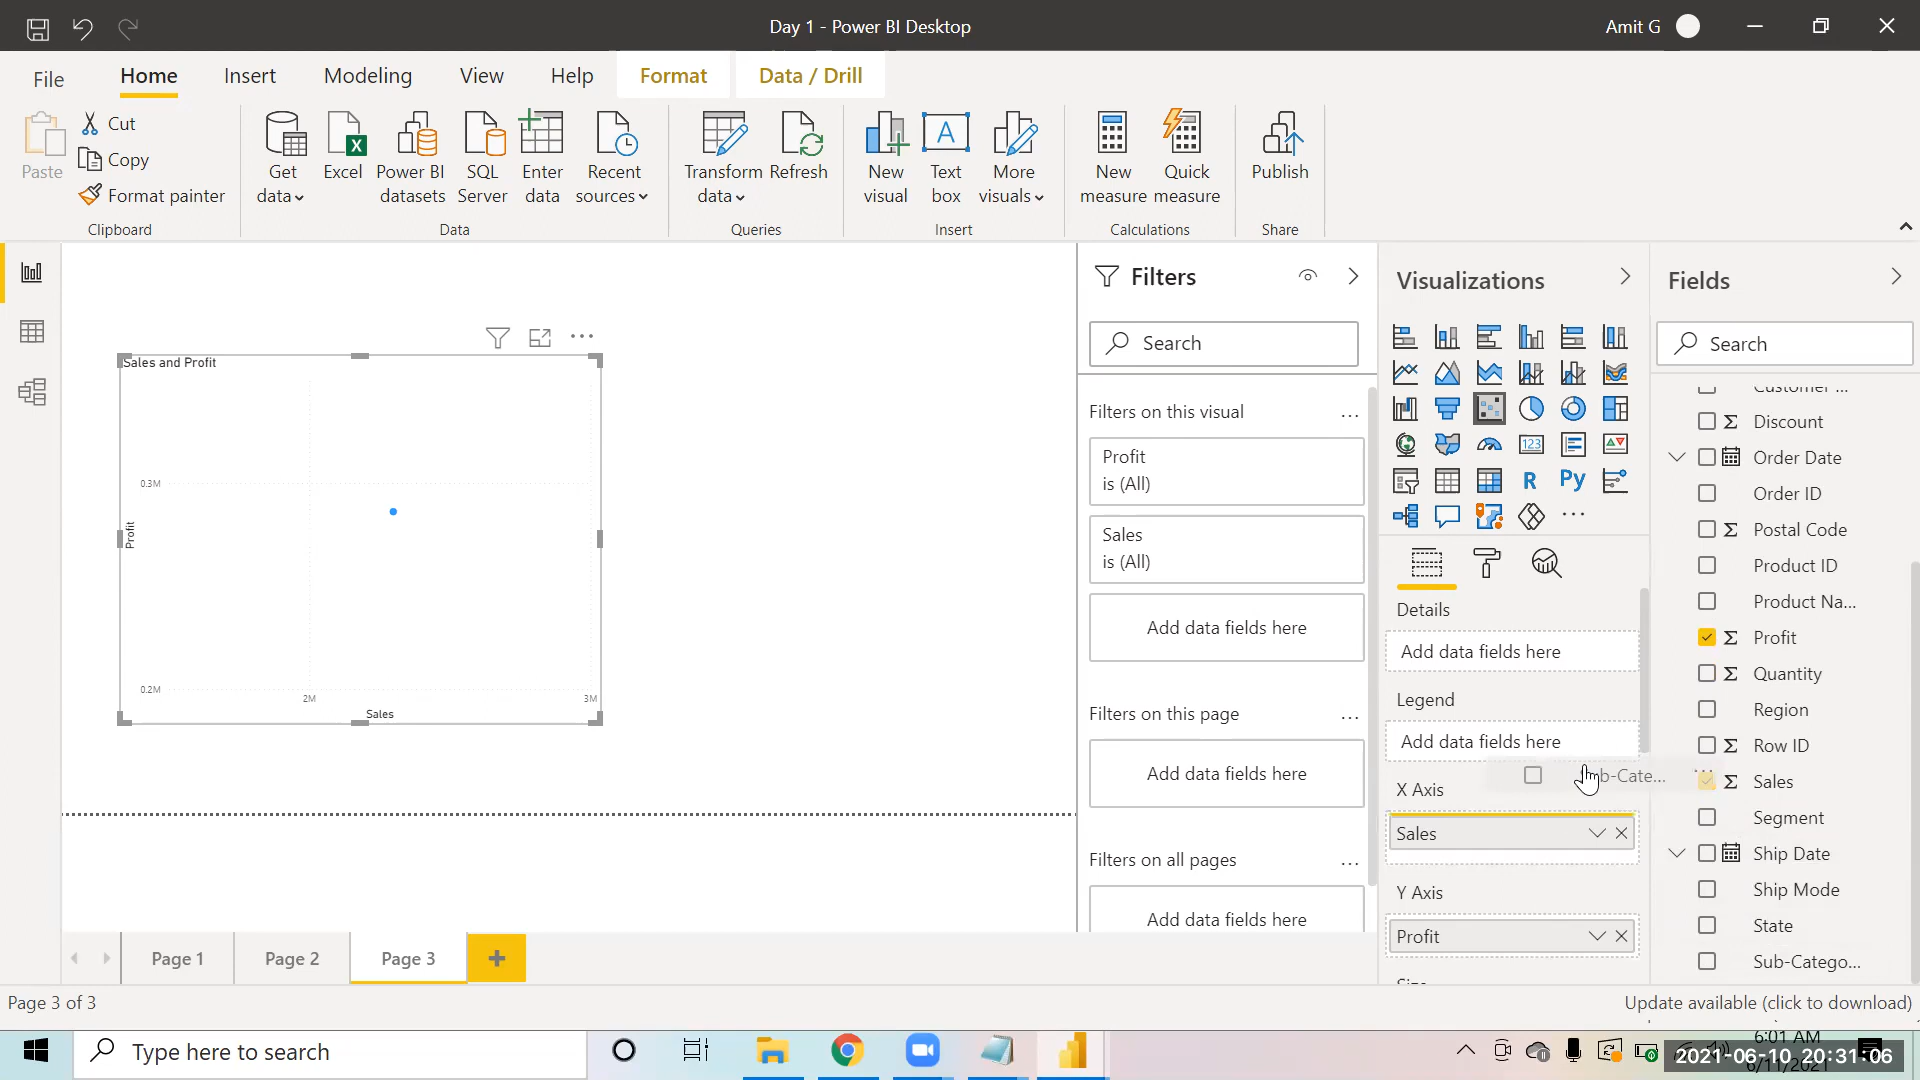 Day 1 - Power BI Desktop
Amit G
File
Home
Insert
Modeling
View
Help
Format
Data / Drill
Paste
Cut
Copy
Format painter
Clipboard
Get data
Excel
Power BI datasets
SQL Server
Enter data
Recent sources
Data
Transform data
Refresh
Queries
New visual
A
Text box
More visuals
Insert
New measure
Quick measure
Calculations
Publish
Share
Sales and Profit
0.3M
0.2M
Profit
2M
3M
Sales
Filters
Search
Filters on this visual
Profit
is (All)
Sales
is (All)
Add data fields here
Filters on this page
Add data fields here
Filters on all pages
Add data fields here
Visualizations
123
R
Py
Details
Add data fields here
Legend
Add data fields here
b-Cate...
X Axis
Sales
Y Axis
Profit
Fields
Search
Discount
Order Date
Order ID
Postal Code
Product ID
Product Na...
Profit
Quantity
Region
Row ID
Sales
Segment
Ship Date
Ship Mode
State
Sub-Catego...
Page 1
Page 2
Page 3
Page 3 of 3
Update available (click to download)
Type here to search
6:01 AM
2021-06-10 20:31:06